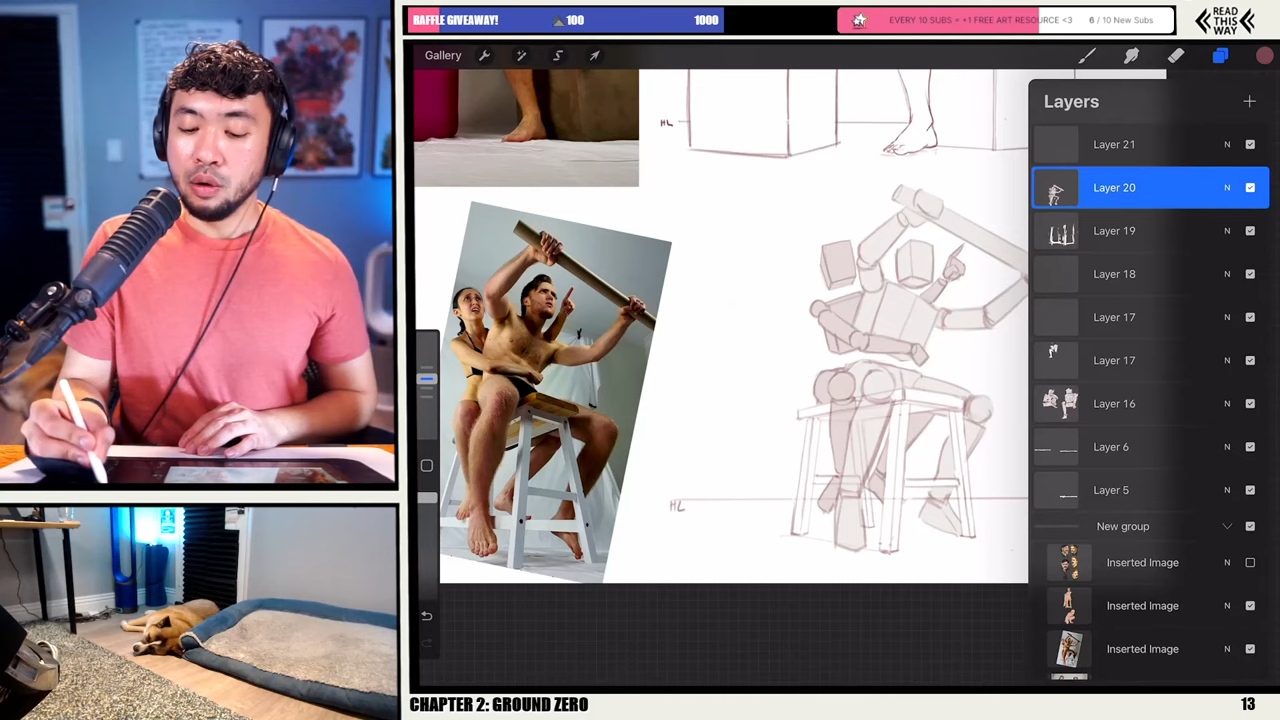 RAFFLE GIVEAWAY! 100 1000
EVERY 10 SUBS = +1 FREE ART RESOURCE <3 6 / 10 New Subs
READ
THIS
WAY
Gallery
Layers
Layer 21 N
Layer 20 N
Layer 19 N
Layer 18 N
Layer 17 N
Layer 17 N
Layer 16 N
Layer 6 N
Layer 5 N
New group
Inserted Image N
Inserted Image N
Inserted Image N
HL
HL
CHAPTER 2: GROUND ZERO 13